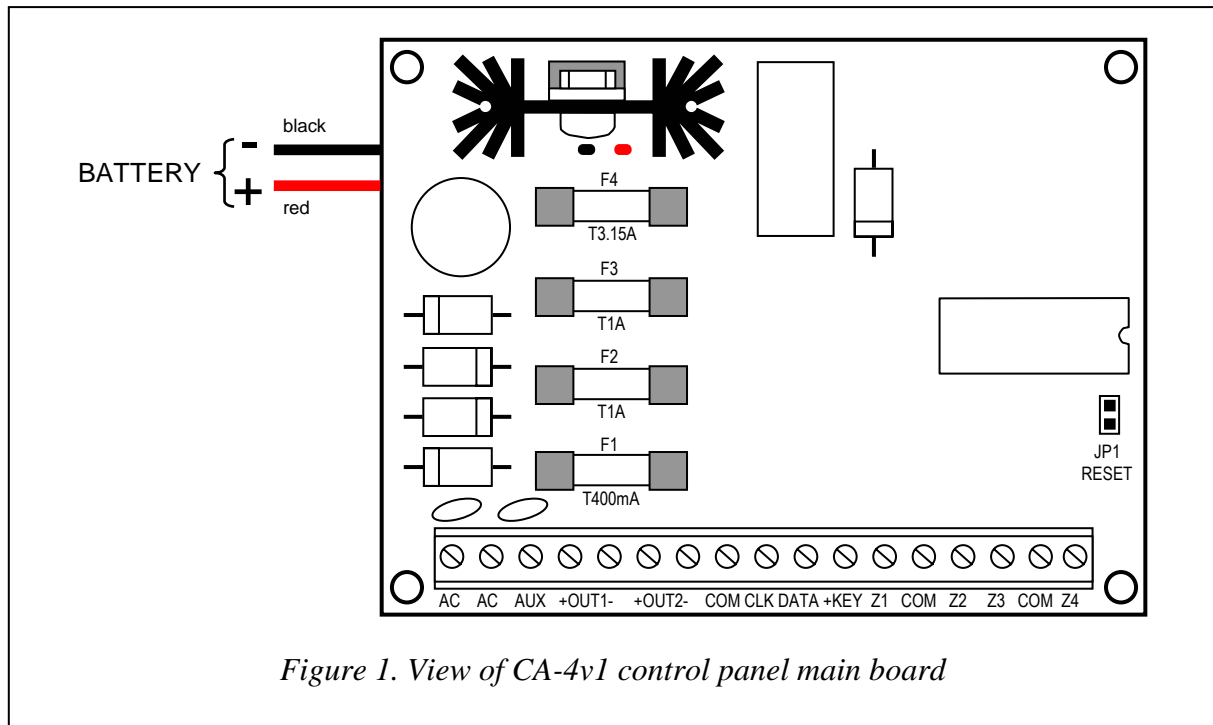 black
-
BATTERY {
+
red
F4
T3.15A
F3
T1A
F2
T1A
F1
T400mA
JP1
RESET
AC AC AUX +OUT1- +OUT2- COM CLK DATA +KEY Z1 COM Z2 Z3 COM Z4
Figure 1. View of CA-4v1 control panel main board